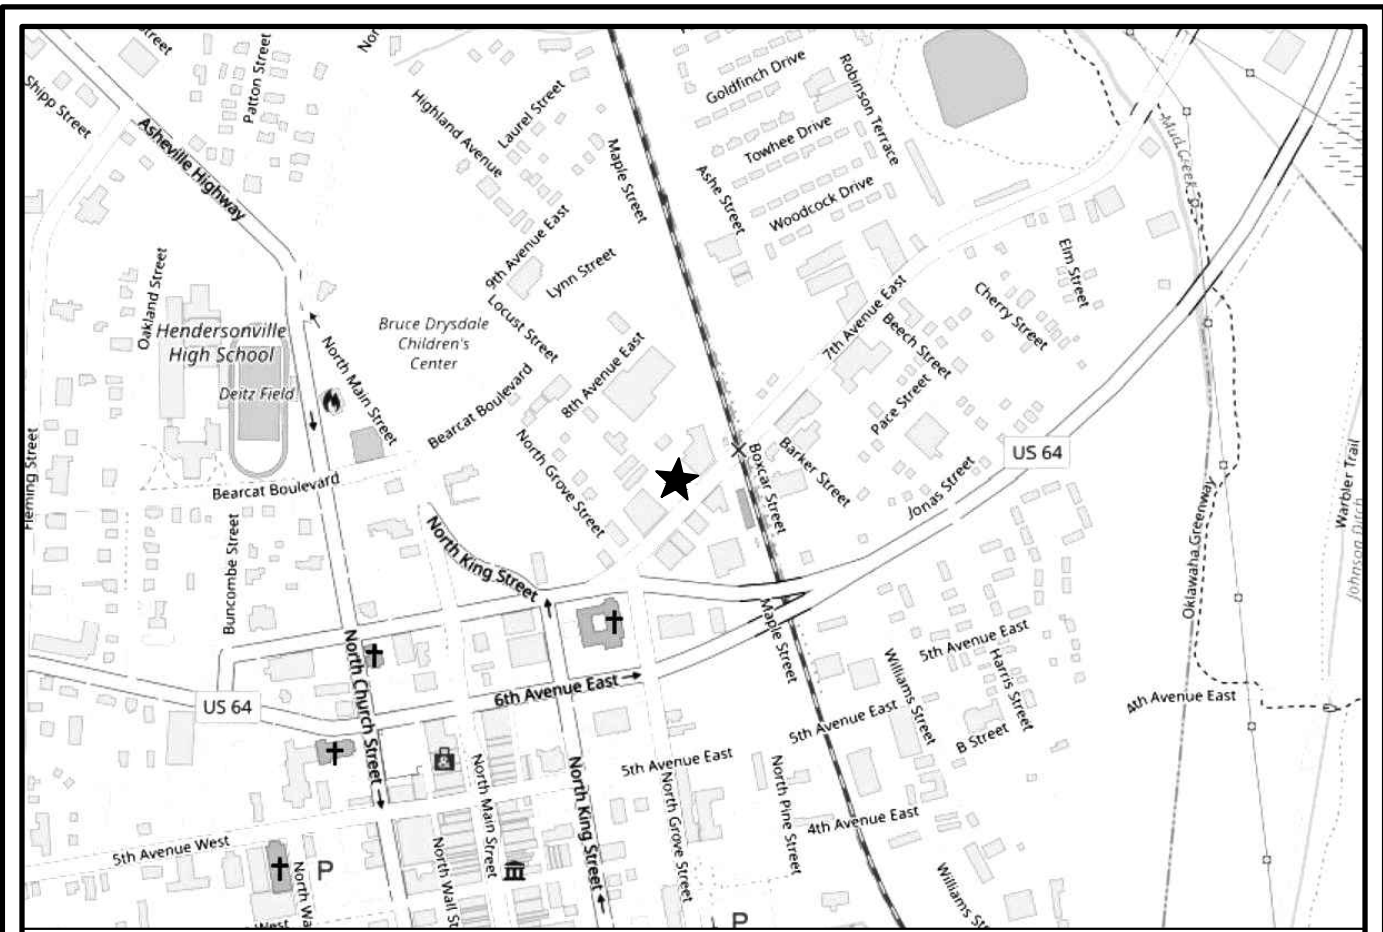 Street
Nor
Patton Street
Shipp Street
Asheville Highway
Highland Avenue
Laurel Street
Maple Street
Goldfinch Drive
Robinson Terrace
Towhee Drive
Ashe Street
Woodcock Drive
Mud Creek
Oakland Street
9th Avenue East
Lynn Street
Elm Street
Cherry Street
Locust Street
Hendersonville
High School
Bruce Drysdale
Children's
Center
North Main Street
7th Avenue East
Beech Street
8th Avenue East
Deitz Field
Bearcat Boulevard
Pace Street
Fleming Street
North Grove Street
Boxcar Street
Barker Street
US 64
Jonas Street
Warbler Trail
Johnson Ditch
Bearcat Boulevard
Buncombe Street
North King Street
Oklawaha Greenway
Maple Street
5th Avenue East
Williams Street
Harris Street
North Church Street
6th Avenue East
US 64
4th Avenue East
5th Avenue East
B Street
5th Avenue East
North Main Street
North King Street
North Grove Street
North Pine Street
4th Avenue East
5th Avenue West
North Wall St
P
North Wa
Williams St
West
P